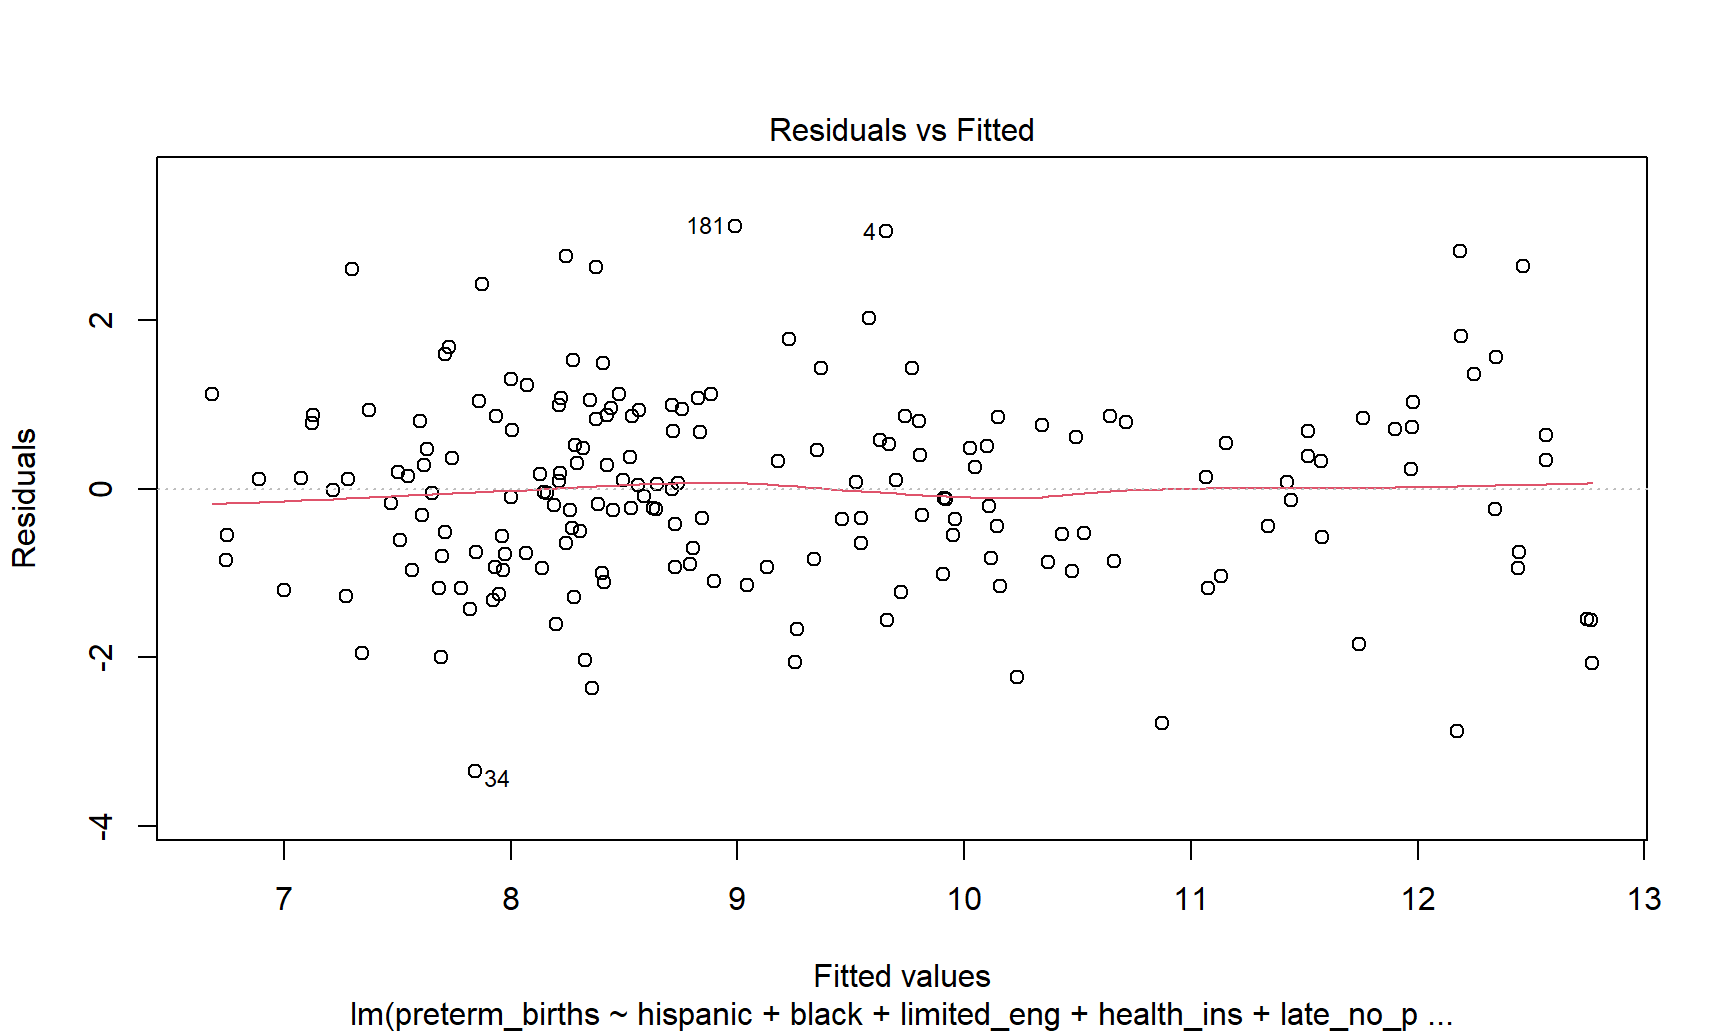 Residuals vs Fitted
181
4
34
2
0
-2
-4
Residuals
7 8 9 10 11 12 13
Fitted values
lm(preterm_births ~ hispanic + black + limited_eng + health_ins + late_no_p ...